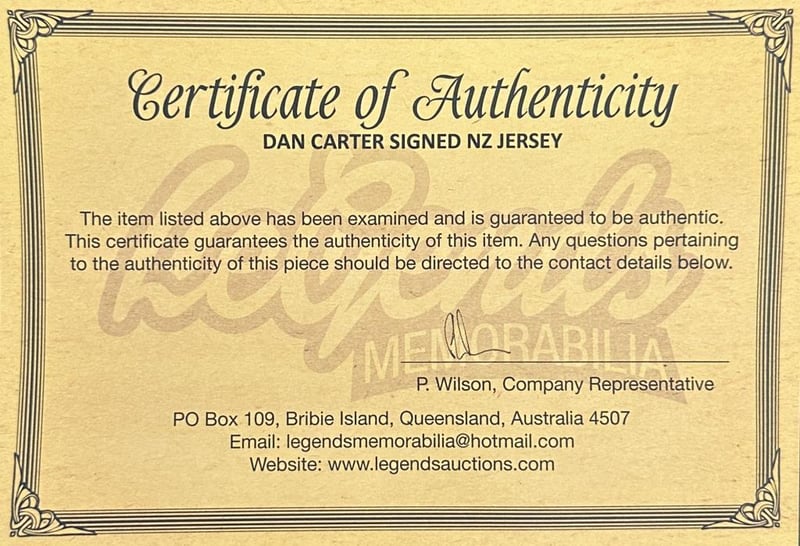 Certificate of Authenticity
DAN CARTER SIGNED NZ JERSEY
The item listed above has been examined and is guaranteed to be authentic.
This certificate guarantees the authenticity of this item. Any questions pertaining
to the authenticity of this piece should be directed to the contact details below.
Legends
MEMORABILIA
P. Wilson, Company Representative
PO Box 109, Bribie Island, Queensland, Australia 4507
Email: legendsmemorabilia@hotmail.com
Website: www.legendsauctions.com